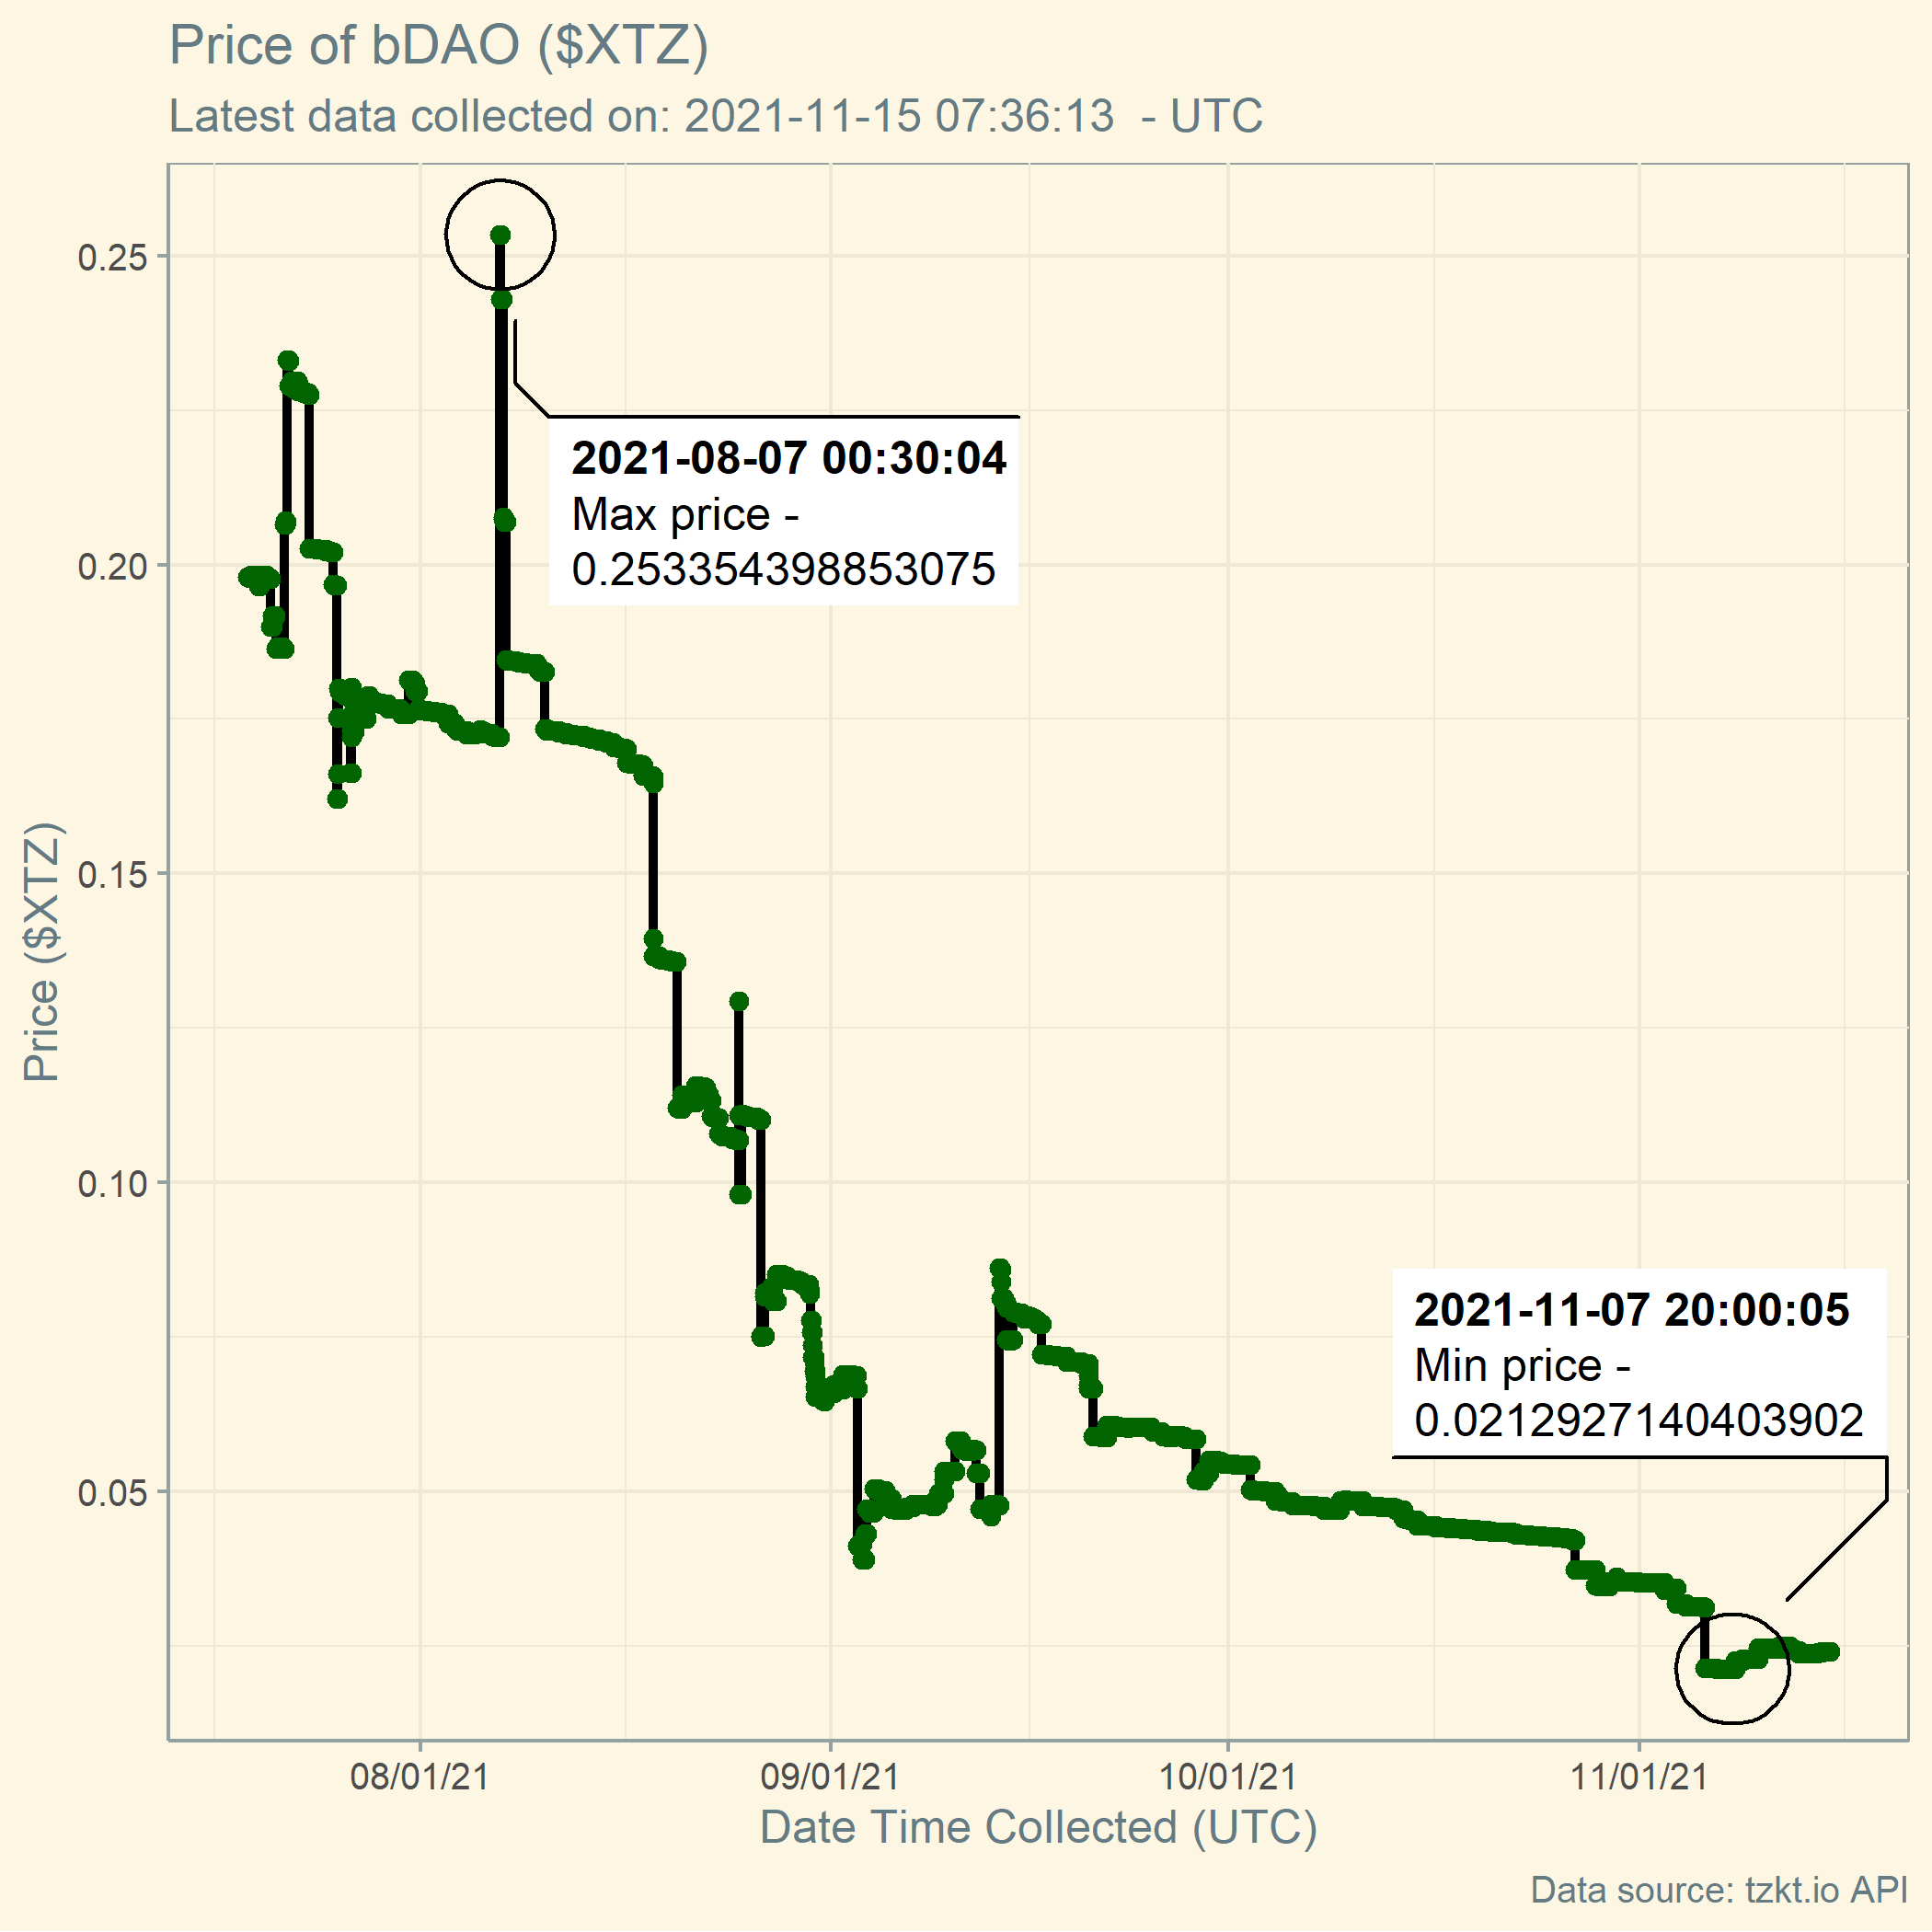 Price of bDAO ($XTZ)
Latest data collected on: 2021-11-15 07:36:13  - UTC
Price ($XTZ)
0.25
0.20
0.15
0.10
0.05
2021-08-07 00:30:04
Max price -
0.253354398853075
2021-11-07 20:00:05
Min price -
0.0212927140403902
08/01/21
09/01/21
10/01/21
11/01/21
Date Time Collected (UTC)
Data source: tzkt.io API